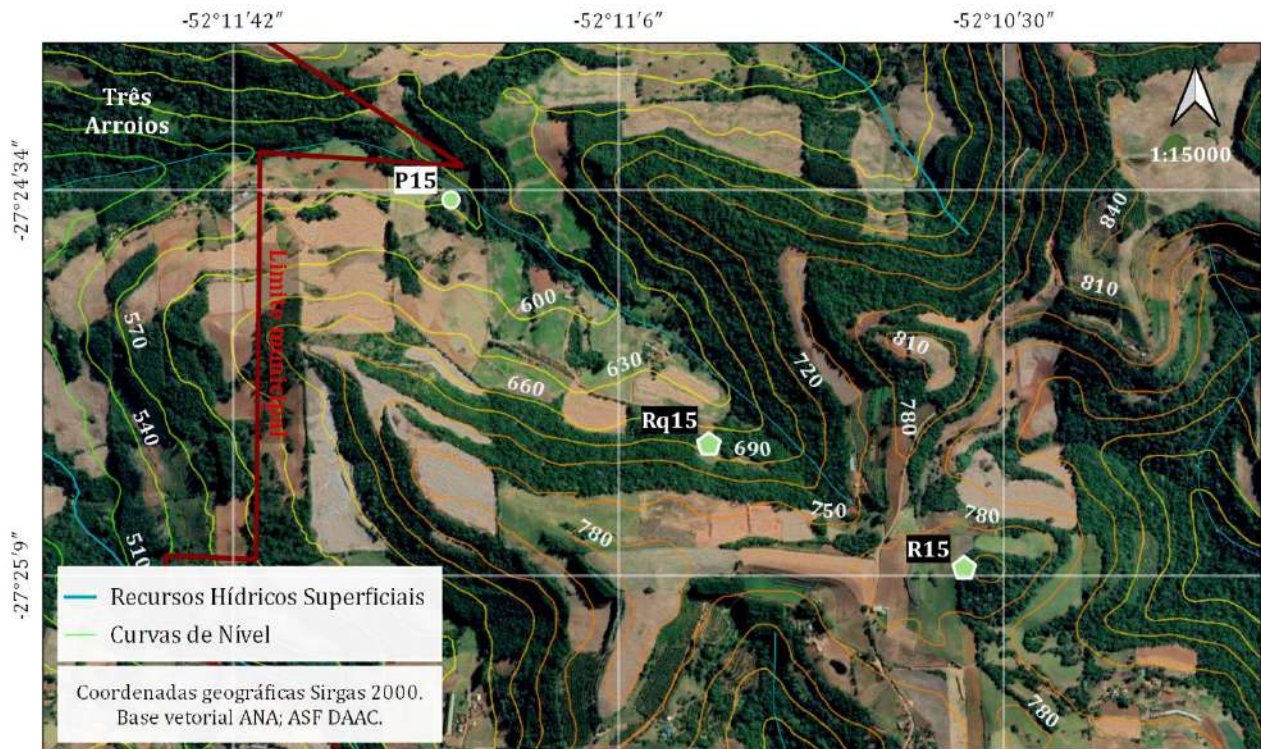 -52°11′42″
-52°11′6″
-52°10′30″
-27°24′34″
-27°25′9″
Três
Arroios
P15
1:15000
840
810
Limite municipal
600
570
810
630
720
660
540
Rq15
780
690
750
780
780
510
R15
780
Recursos Hídricos Superficiais
Curvas de Nível
Coordenadas geográficas Sirgas 2000.
Base vetorial ANA; ASF DAAC.